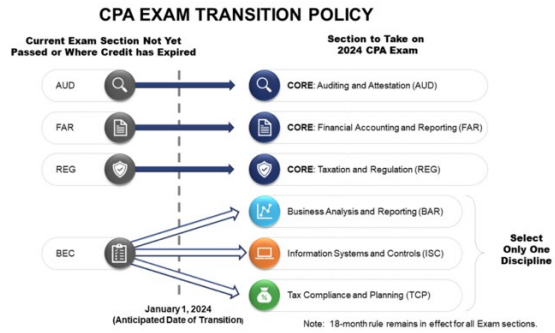 CPA EXAM TRANSITION POLICY
Current Exam Section Not Yet
Passed or Where Credit has Expired
Section to Take on
2024 CPA Exam
AUD
CORE: Auditing and Attestation (AUD)
FAR
CORE: Financial Accounting and Reporting (FAR)
REG
CORE: Taxation and Regulation (REG)
Business Analysis and Reporting (BAR)
BEC
Information Systems and Controls (ISC)
Tax Compliance and Planning (TCP)
Select
Only One
Discipline
January 1, 2024
(Anticipated Date of Transition)
Note: 18-month rule remains in effect for all Exam sections.